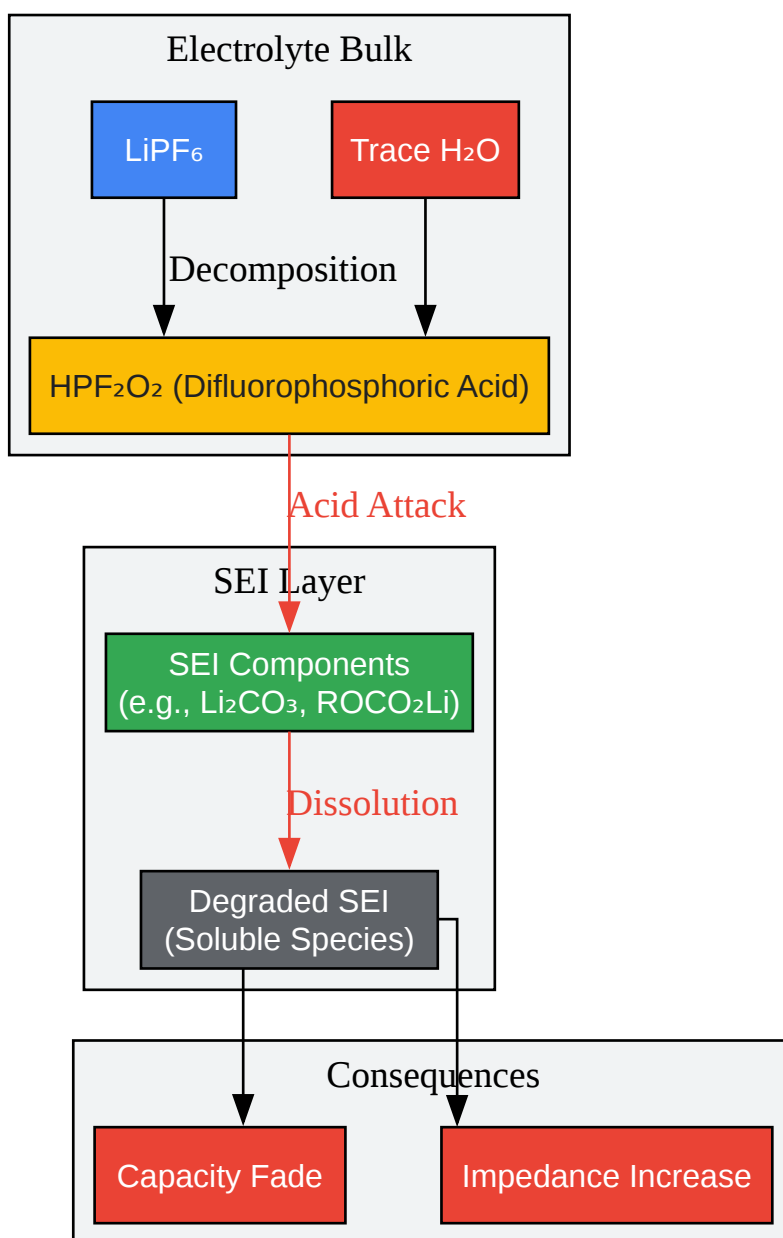 Electrolyte Bulk
LiPF₆
Trace H₂O
Decomposition
HPF₂O₂ (Difluorophosphoric Acid)
Acid Attack
SEI Layer
SEI Components
(e.g., Li₂CO₃, ROCO₂Li)
Dissolution
Degraded SEI
(Soluble Species)
Consequences
Capacity Fade
Impedance Increase